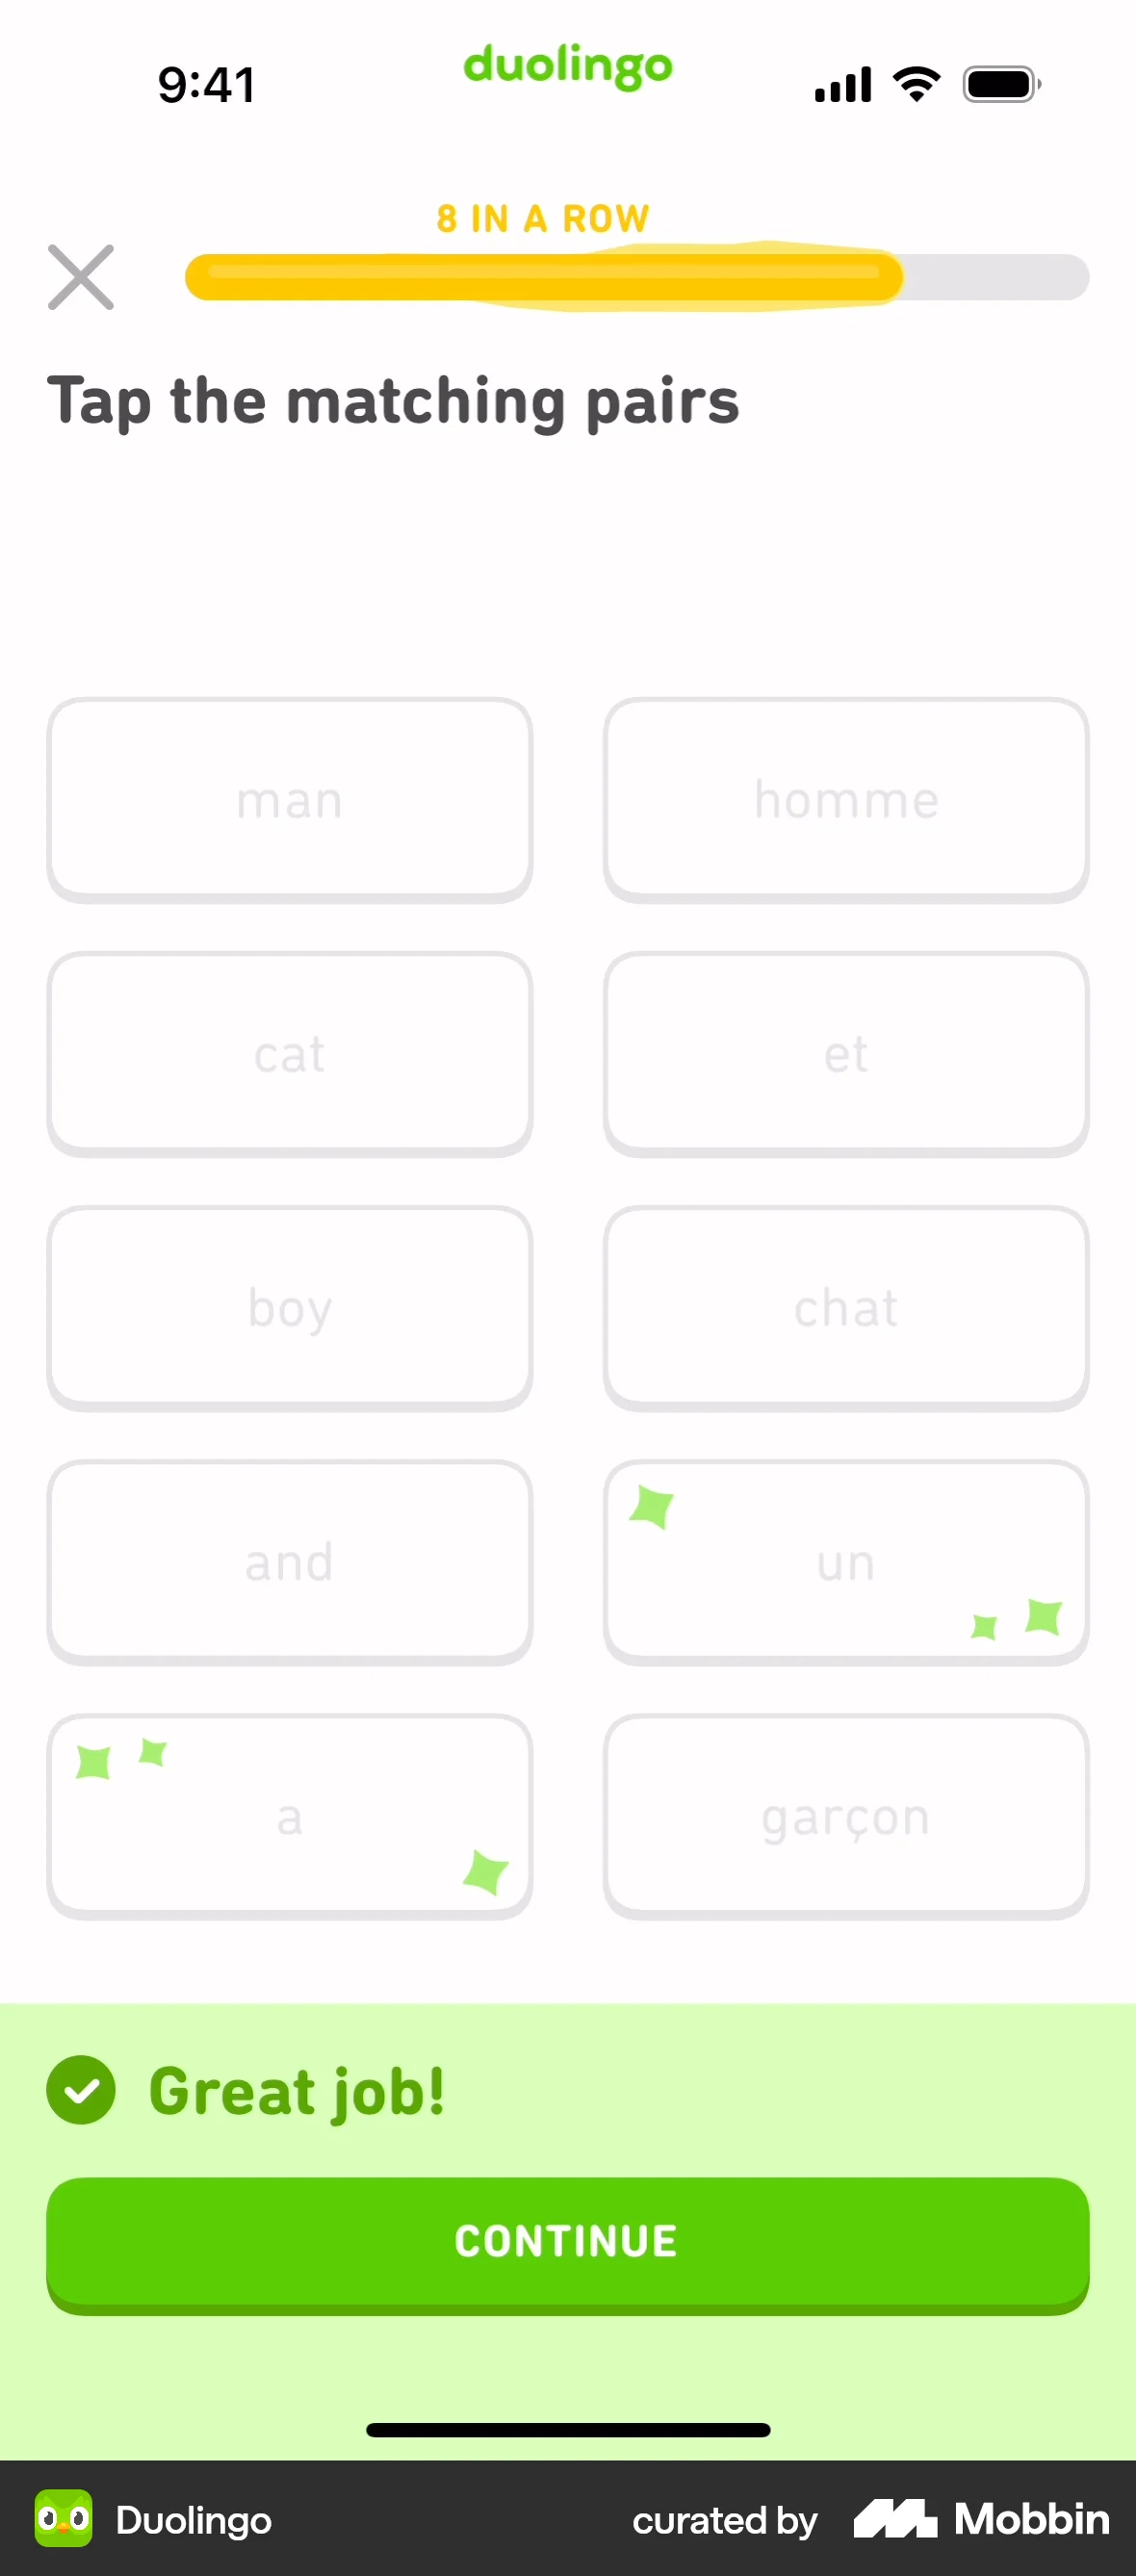 9:41
duolingo
8 IN A ROW
Tap the matching pairs
man homme
cat et
boy chat
and un
a garçon
Great job!
CONTINUE
Duolingo curated by Mobbin